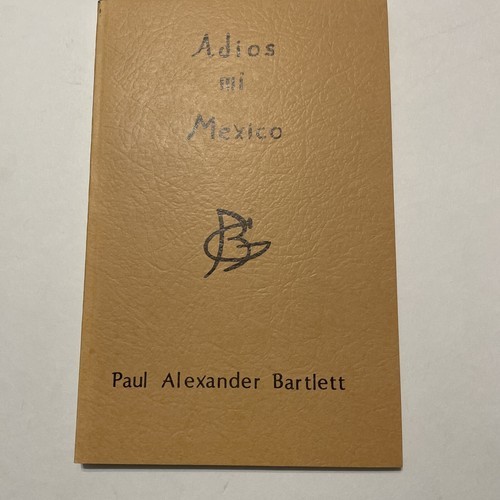 Adios
mi
Mexico
Paul Alexander Bartlett